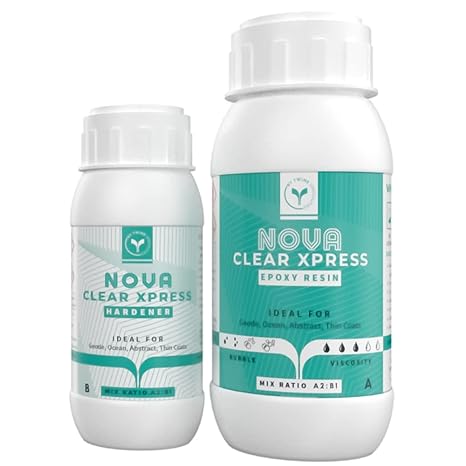 NOVA
CLEAR XPRESS
HARDENER
IDEAL FOR
Geode, Ocean, Abstract, Thin Coats
B
MIX RATIO A2:B1
NOVA
CLEAR XPRESS
EPOXY RESIN
IDEAL FOR
Geode, Ocean, Abstract, Thin Coats
BUBBLE
VISCOSITY
MIX RATIO A2:B1
A